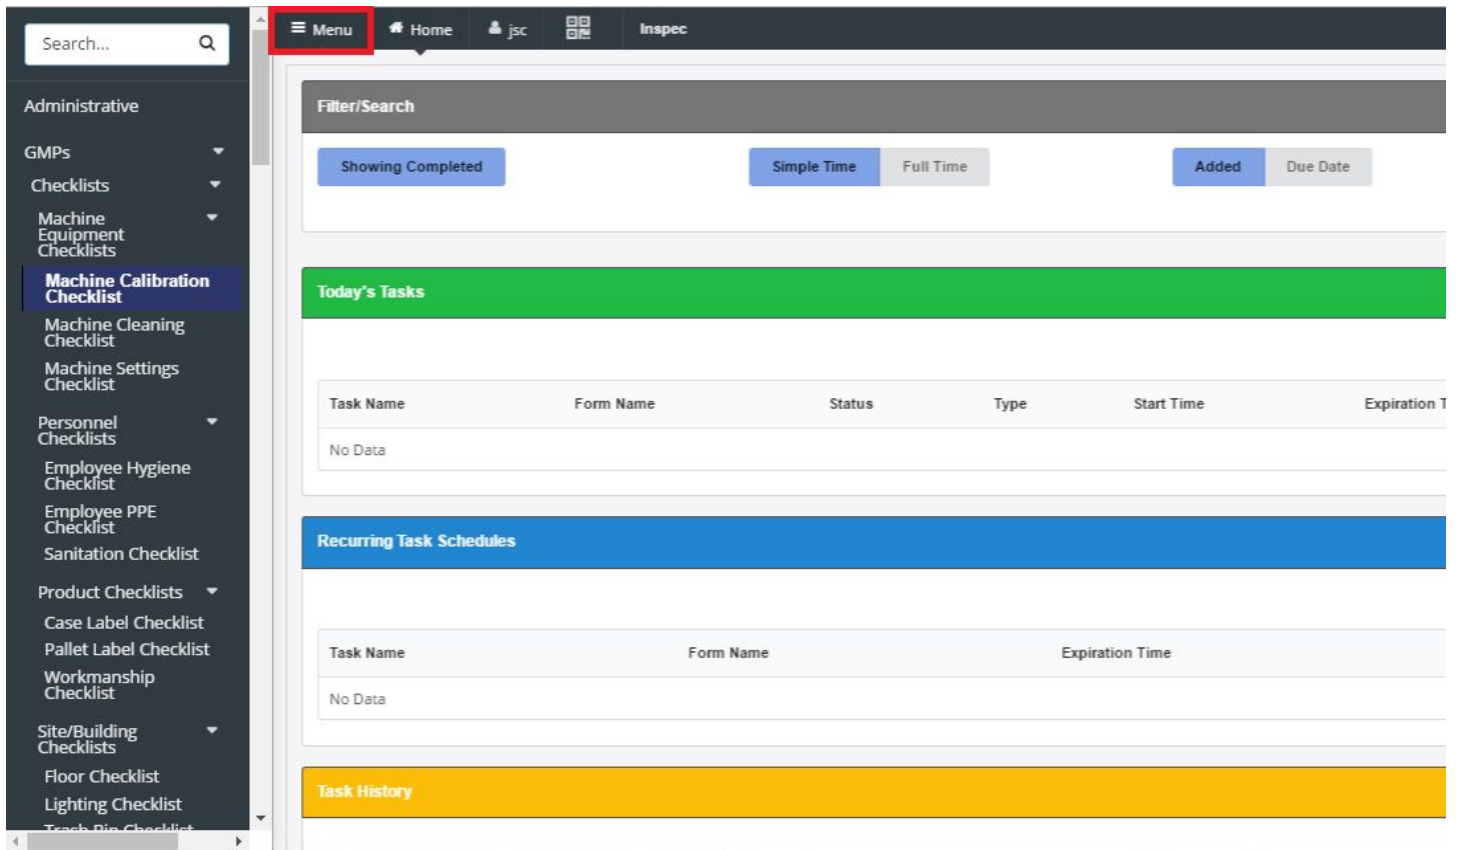 Search...
Administrative
GMPs
Checklists
Machine
Equipment
Checklists
Machine Calibration
Checklist
Machine Cleaning
Checklist
Machine Settings
Checklist
Personnel
Checklists
Employee Hygiene
Checklist
Employee PPE
Checklist
Sanitation Checklist
Product Checklists
Case Label Checklist
Pallet Label Checklist
Workmanship
Checklist
Site/Building
Checklists
Floor Checklist
Lighting Checklist
Trash Bin Checklist
Menu Home jsc Inspec
Filter/Search
Showing Completed Simple Time Full Time Added Due Date
Today's Tasks
Task Name Form Name Status Type Start Time Expiration T
No Data
Recurring Task Schedules
Task Name Form Name Expiration Time
No Data
Task History